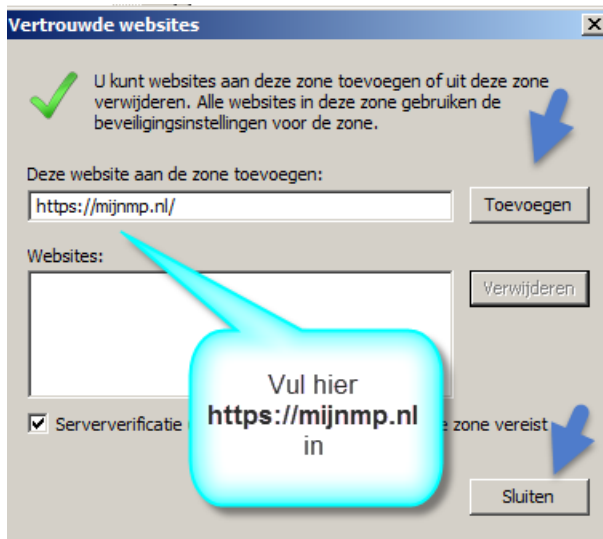 Vertrouwde websites
U kunt websites aan deze zone toevoegen of uit deze zone
verwijderen. Alle websites in deze zone gebruiken de
beveiligingsinstellingen voor de zone.
Deze website aan de zone toevoegen:
https://mijnmp.nl/
Toevoegen
Websites:
Verwijderen
Vul hier
https://mijnmp.nl
in
Serververificatie
zone vereist
Sluiten